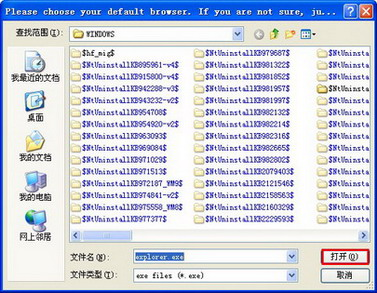 Please choose your default browser. If you are not sure, ju...
查找范围(I):
WINDOWS
$hf_mig$
$NtUninstallKB895961-v4$
$NtUninstallKB915800-v4$
$NtUninstallKB942288-v3$
$NtUninstallKB943232-v2$
$NtUninstallKB954708$
$NtUninstallKB954920-v2$
$NtUninstallKB963093$
$NtUninstallKB969084$
$NtUninstallKB971029$
$NtUninstallKB971513$
$NtUninstallKB972187_WM9$
$NtUninstallKB974841-v2$
$NtUninstallKB975558_WM8$
$NtUninstallKB977377$
$NtUninstallKB979687$
$NtUninstallKB981322$
$NtUninstallKB981852$
$NtUninstallKB981957$
$NtUninstallKB981997$
$NtUninstallKB982132$
$NtUninstallKB982214$
$NtUninstallKB982316$
$NtUninstallKB982665$
$NtUninstallKB982802$
$NtUninstallKB2079403$
$NtUninstallKB2121546$
$NtUninstallKB2158563$
$NtUninstallKB2160329$
$NtUninstallKB2229593$
我最近的文档
桌面
我的文档
我的电脑
网上邻居
文件名(N):
explorer.exe
打开(O)
文件类型(T):
exe files (*.exe)
取消